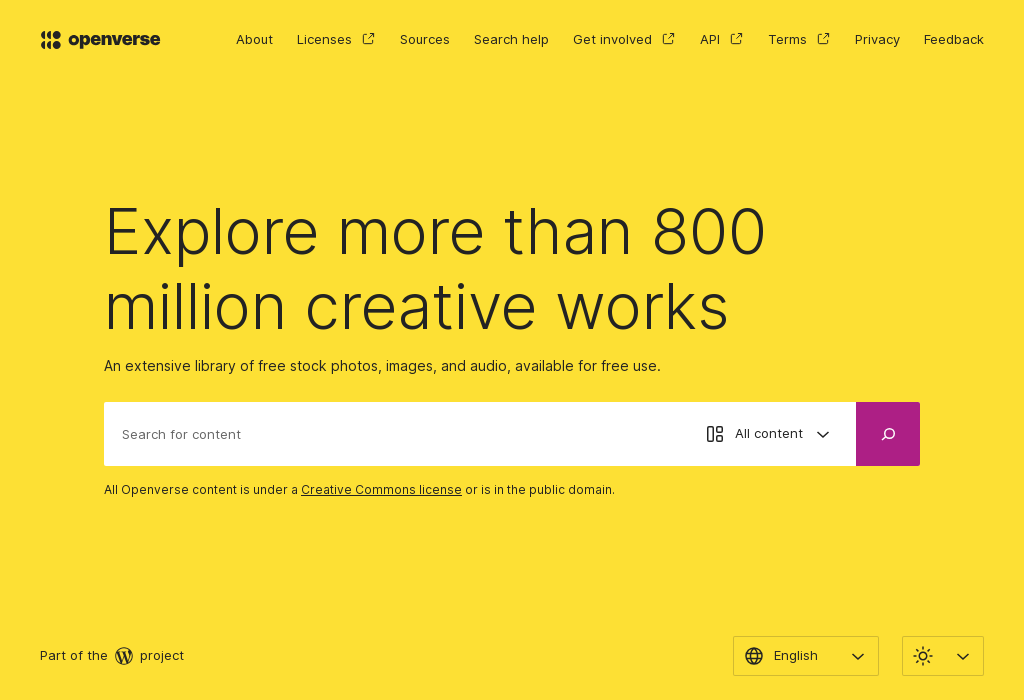 openverse About Licenses Sources Search help Get involved API Terms Privacy Feedback
Explore more than 800
million creative works
An extensive library of free stock photos, images, and audio, available for free use.
Search for content All content
All Openverse content is under a Creative Commons license or is in the public domain.
Part of the project English